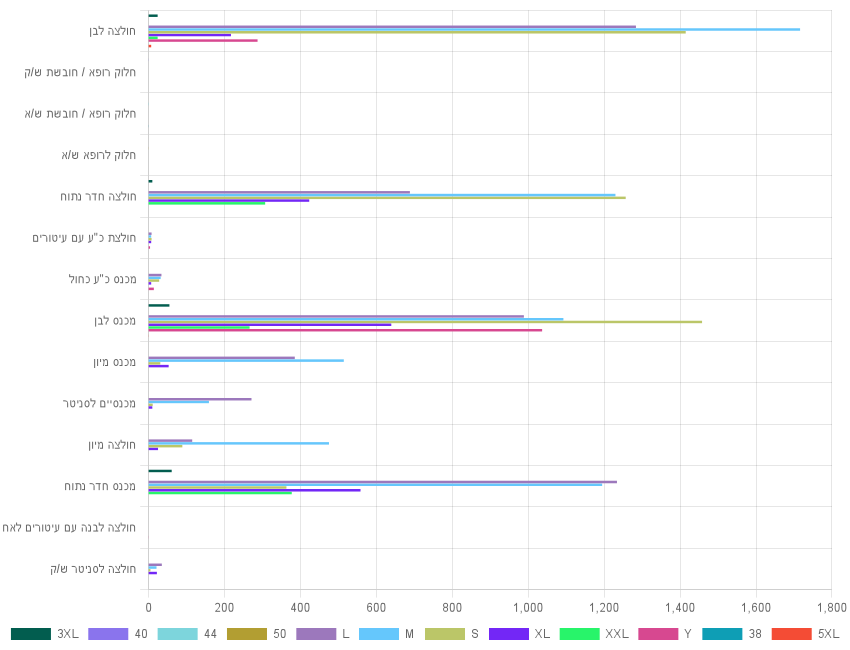 חולצה לבן
חלוק רופא / חובשת ש/ק
חלוק רופא / חובשת ש/א
חלוק לרופא ש/א
חולצה חדר נתוח
חולצת כ"ע עם עיטורים
מכנס כ"ע כחול
מכנס לבן
מכנס מיון
מכנסיים לסניטר
חולצה מיון
מכנס חדר נתוח
חולצה לבנה עם עיטורים לאח
חולצה לסניטר ש/ק
0 200 400 600 800 1,000 1,200 1,400 1,600 1,800
3XL 40 44 50 L M S XL XXL Y 38 5XL